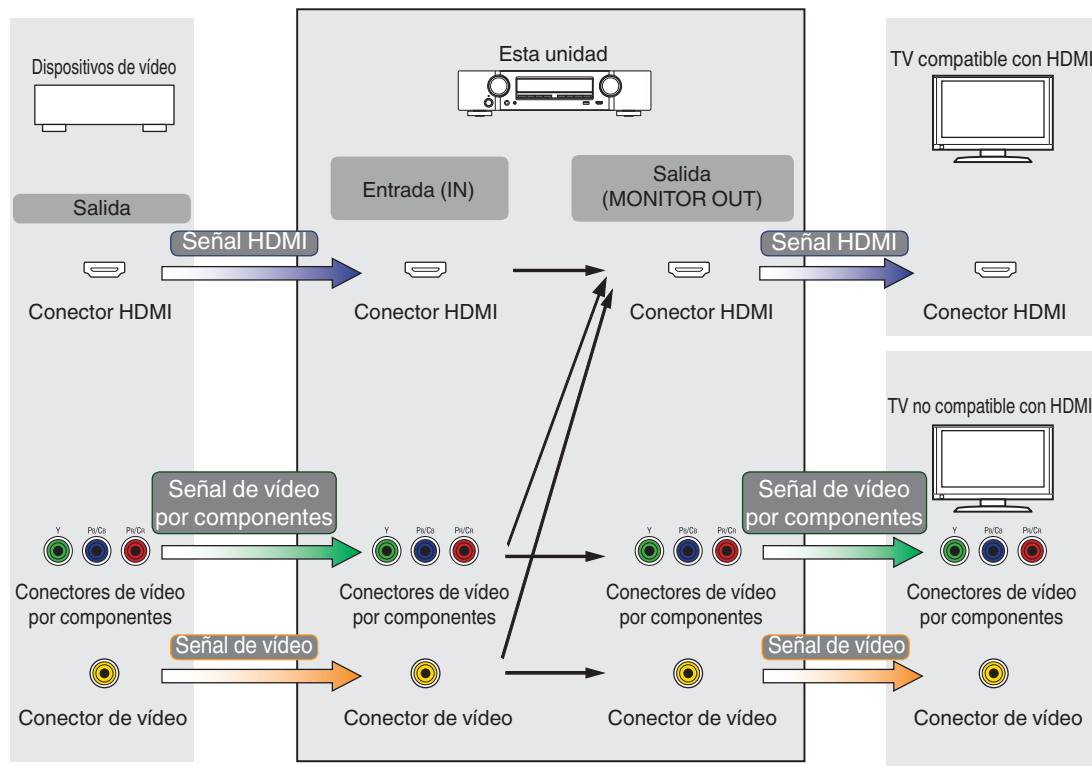 Dispositivos de vídeo
Esta unidad
TV compatible con HDMI
Salida
Entrada (IN)
Salida
(MONITOR OUT)
Señal HDMI
Señal HDMI
Conector HDMI
Conector HDMI
Conector HDMI
Conector HDMI
TV no compatible con HDMI
Señal de vídeo
por componentes
Señal de vídeo
por componentes
Y PB/CB PR/CR
Y PB/CB PR/CR
Y PB/CB PR/CR
Y PB/CB PR/CR
Conectores de vídeo
por componentes
Conectores de vídeo
por componentes
Conectores de vídeo
por componentes
Conectores de vídeo
por componentes
Señal de vídeo
Señal de vídeo
Conector de vídeo
Conector de vídeo
Conector de vídeo
Conector de vídeo